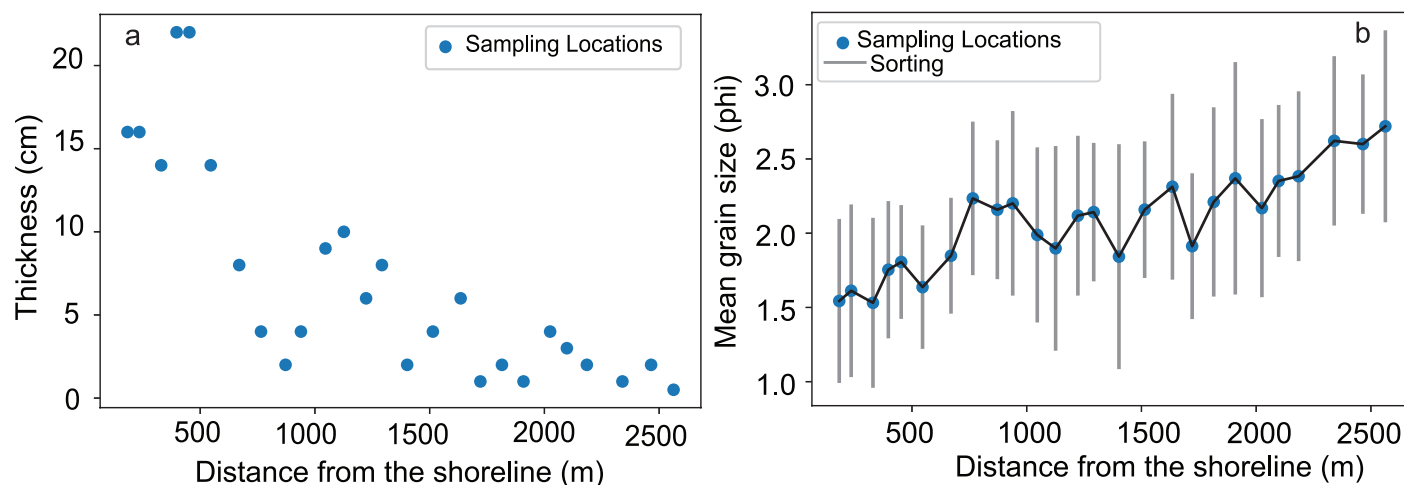 a
Sampling Locations
20
15
10
5
0
Thickness (cm)
500 1000 1500 2000 2500
Distance from the shoreline (m)
b
Sampling Locations
Sorting
3.0
2.5
2.0
1.5
1.0
Mean grain size (phi)
500 1000 1500 2000 2500
Distance from the shoreline (m)